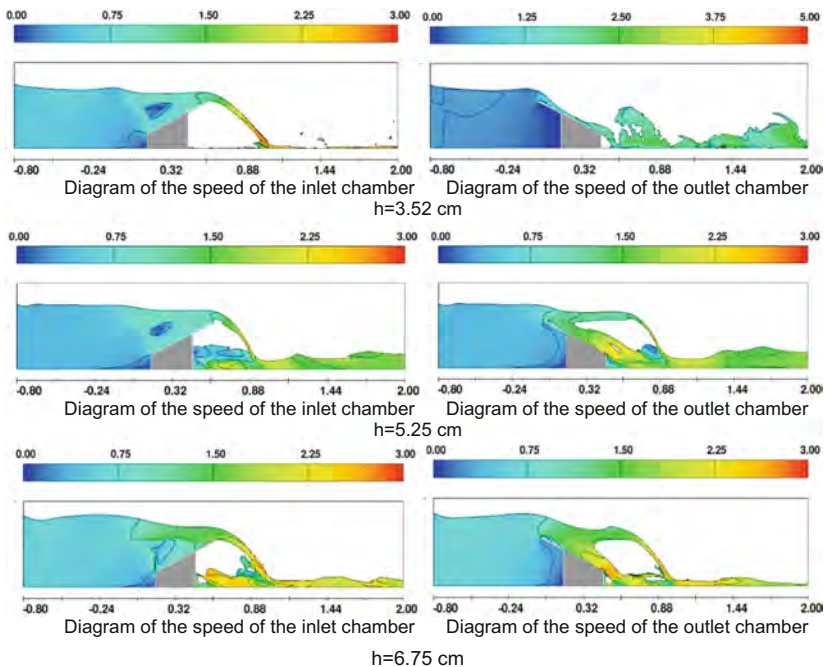 0.00 0.75 1.50 2.25 3.00
0.00 1.25 2.50 3.75 5.00
-0.80 -0.24 0.32 0.88 1.44 2.00
-0.80 -0.24 0.32 0.88 1.44 2.00
Diagram of the speed of the inlet chamber
Diagram of the speed of the outlet chamber
h=3.52 cm
0.00 0.75 1.50 2.25 3.00
0.00 0.75 1.50 2.25 3.00
-0.80 -0.24 0.32 0.88 1.44 2.00
-0.80 -0.24 0.32 0.88 1.44 2.000
Diagram of the speed of the inlet chamber
Diagram of the speed of the outlet chamber
h=5.25 cm
0.00 0.75 1.50 2.25 3.00
0.00 0.75 1.50 2.25 3.00
-0.80 -0.24 0.32 0.88 1.44 2.00
-0.80 -0.24 0.32 0.88 1.44 2.00
Diagram of the speed of the inlet chamber
Diagram of the speed of the outlet chamber
h=6.75 cm